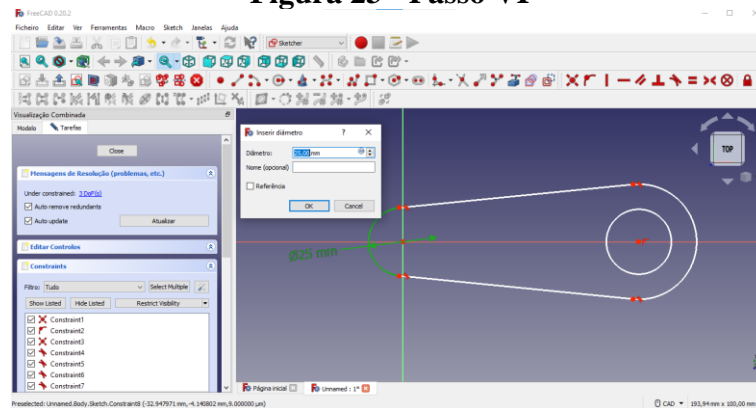 Figura 25 - Passo VI
FreeCAD 0.20.2
Ficheiro Editar Ver Ferramentas Macro Sketch Janelas Ajuda
Sketcher
Visualização Combinada
Modelo Tarefas
Close
Mensagens de Resolução (problemas, etc.)
Under constrained: 3 DoF(s)
Auto remove redundants
Auto update Atualizar
Editar Controlos
Constraints
Filtro: Tudo Select Multiple
Show Listed Hide Listed Restrict Visibility
Constraint1
Constraint2
Constraint3
Constraint4
Constraint5
Constraint6
Constraint7
Inserir diâmetro ? ×
Diâmetro: 25,00 mm
Nome (opcional)
Referência
OK Cancel
Ø25 mm
TOP
Página inicial Unnamed : 1*
Preselected: Unnamed.Body.Sketch.Constraint8 (-32.947971 mm,-4.140802 mm,9.000000 µm) CAD 193,94 mm x 100,00 mm